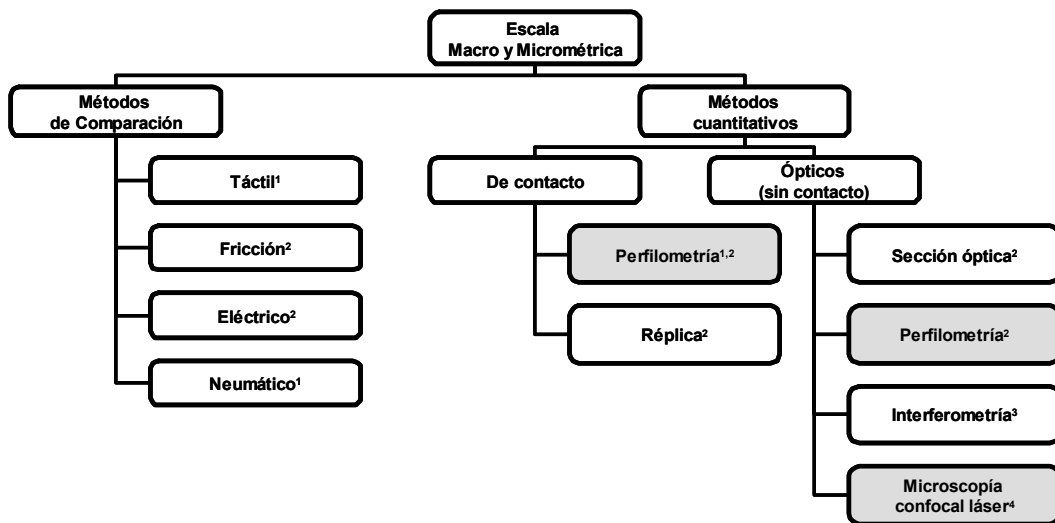 Escala
Macro y Micrométrica
Métodos
de Comparación
Táctil¹
Fricción²
Eléctrico²
Neumático¹
Métodos
cuantitativos
De contacto
Perfilometría¹,²
Réplica²
Ópticos
(sin contacto)
Sección óptica²
Perfilometría²
Interferometría³
Microscopía
confocal láser⁴